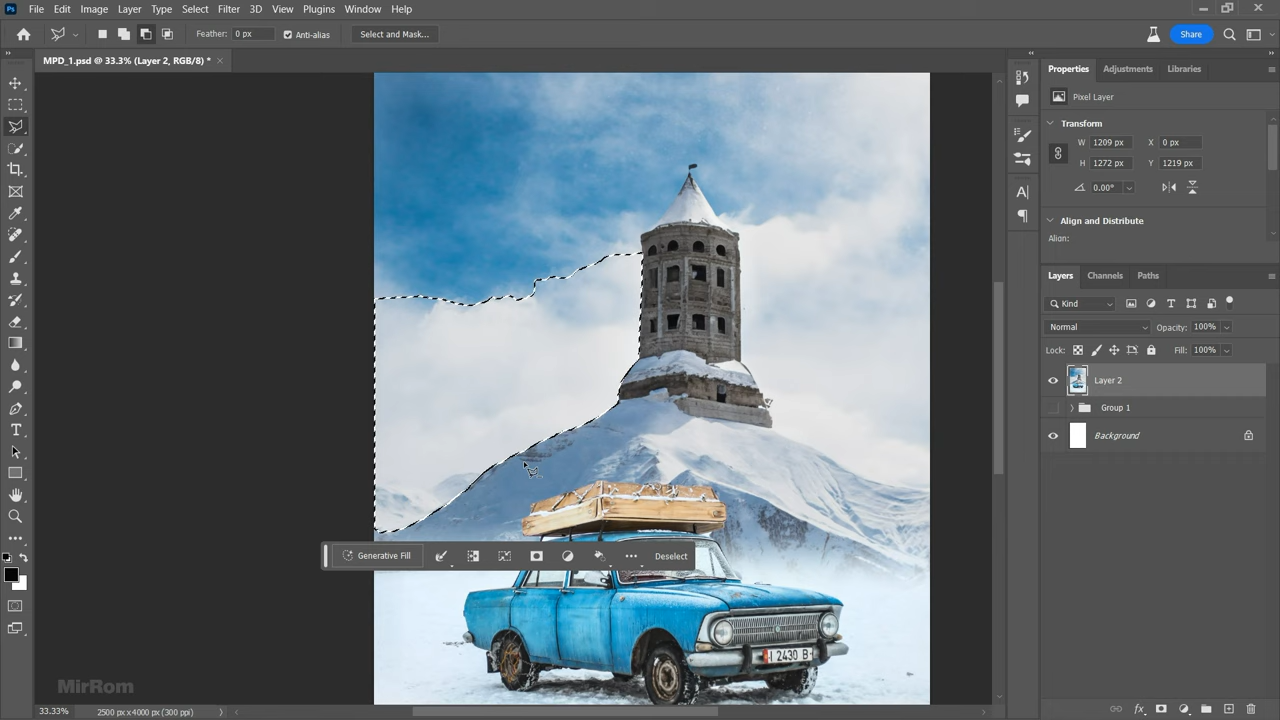 Ps File Edit Image Layer Type Select Filter 3D View Plugins Window Help
Feather: 0 px Anti-alias Select and Mask... Share
MPD_1.psd @ 33.3% (Layer 2, RGB/8) * ×
Properties Adjustments Libraries
Pixel Layer
Transform
W 1209 px X 0 px
H 1272 px Y 1219 px
0.00°
Align and Distribute
Align:
Layers Channels Paths
Kind
Normal Opacity: 100%
Lock: Fill: 100%
Layer 2
Group 1
Background
Generative Fill Deselect
I 2430 B
MirRom
33.33% 2500 px x 4000 px (300 ppi)